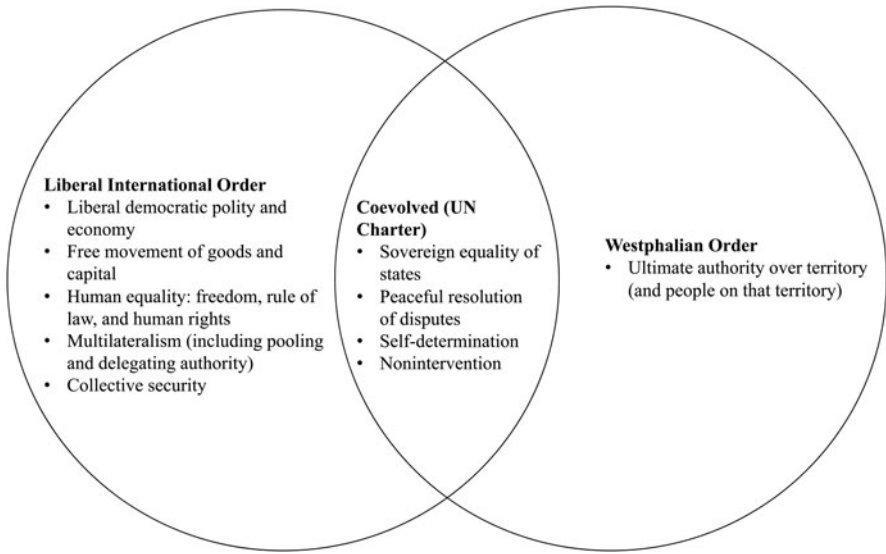 Liberal International Order
• Liberal democratic polity and
economy
• Free movement of goods and
capital
• Human equality: freedom, rule of
law, and human rights
• Multilateralism (including pooling
and delegating authority)
• Collective security
Coevolved (UN
Charter)
• Sovereign equality of
states
• Peaceful resolution
of disputes
• Self-determination
• Nonintervention
Westphalian Order
• Ultimate authority over territory
(and people on that territory)